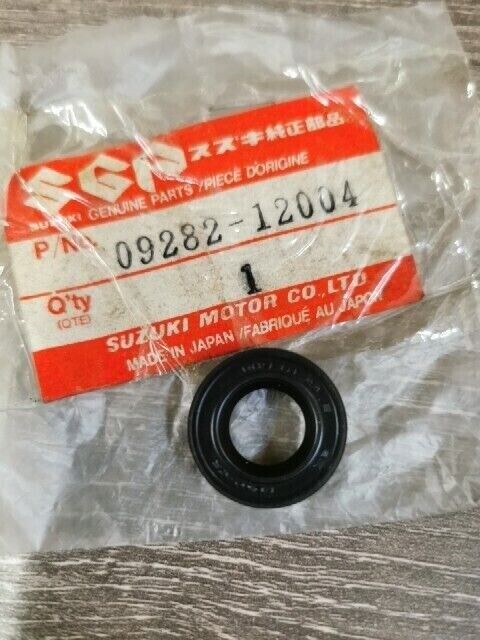 SGP スズキ純正部品
SUZUKI GENUINE PARTS / PIECE D'ORIGINE
P/No. 09282-12004
Q'ty 1
(QTE)
SUZUKI MOTOR CO.,LTD.
MADE IN JAPAN / FABRIQUÉ AU JAPON